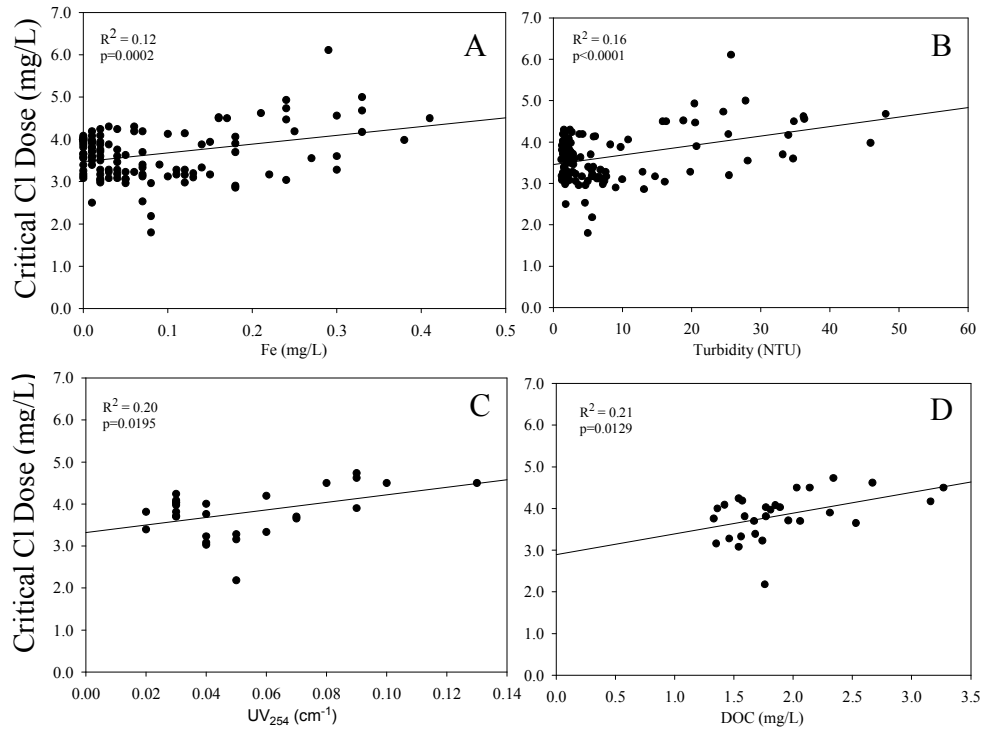 Critical Cl Dose (mg/L)
7.0
6.0
5.0
4.0
3.0
2.0
1.0
0.0
R2 = 0.12
p=0.0002
A
0.0 0.1 0.2 0.3 0.4 0.5
Fe (mg/L)
7.0
6.0
5.0
4.0
3.0
2.0
1.0
0.0
R2 = 0.16
p<0.0001
B
0 10 20 30 40 50 60
Turbidity (NTU)
Critical Cl Dose (mg/L)
7.0
6.0
5.0
4.0
3.0
2.0
1.0
0.0
R2 = 0.20
p=0.0195
C
0.00 0.02 0.04 0.06 0.08 0.10 0.12 0.14
UV254 (cm-1)
7.0
6.0
5.0
4.0
3.0
2.0
1.0
0.0
R2 = 0.21
p=0.0129
D
0.0 0.5 1.0 1.5 2.0 2.5 3.0 3.5
DOC (mg/L)